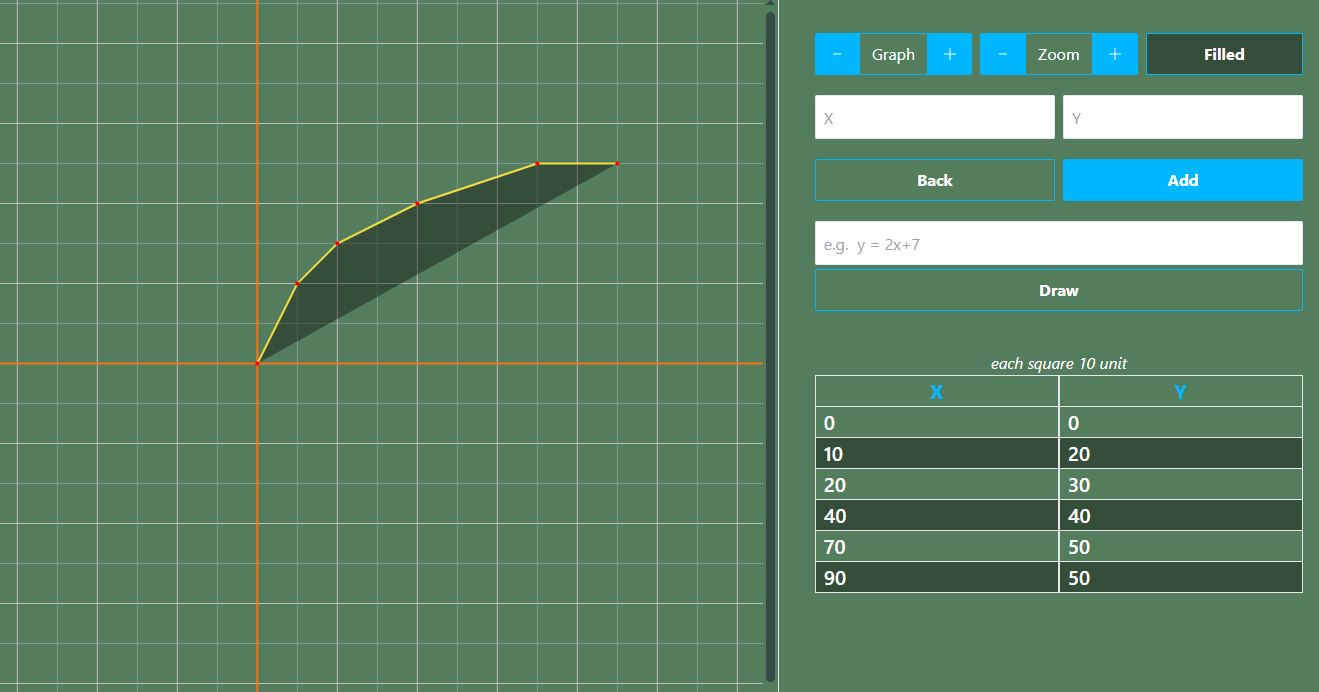 − Graph + − Zoom + Filled
X Y
Back Add
e.g. y = 2x+7
Draw
each square 10 unit
X Y
0 0
10 20
20 30
40 40
70 50
90 50